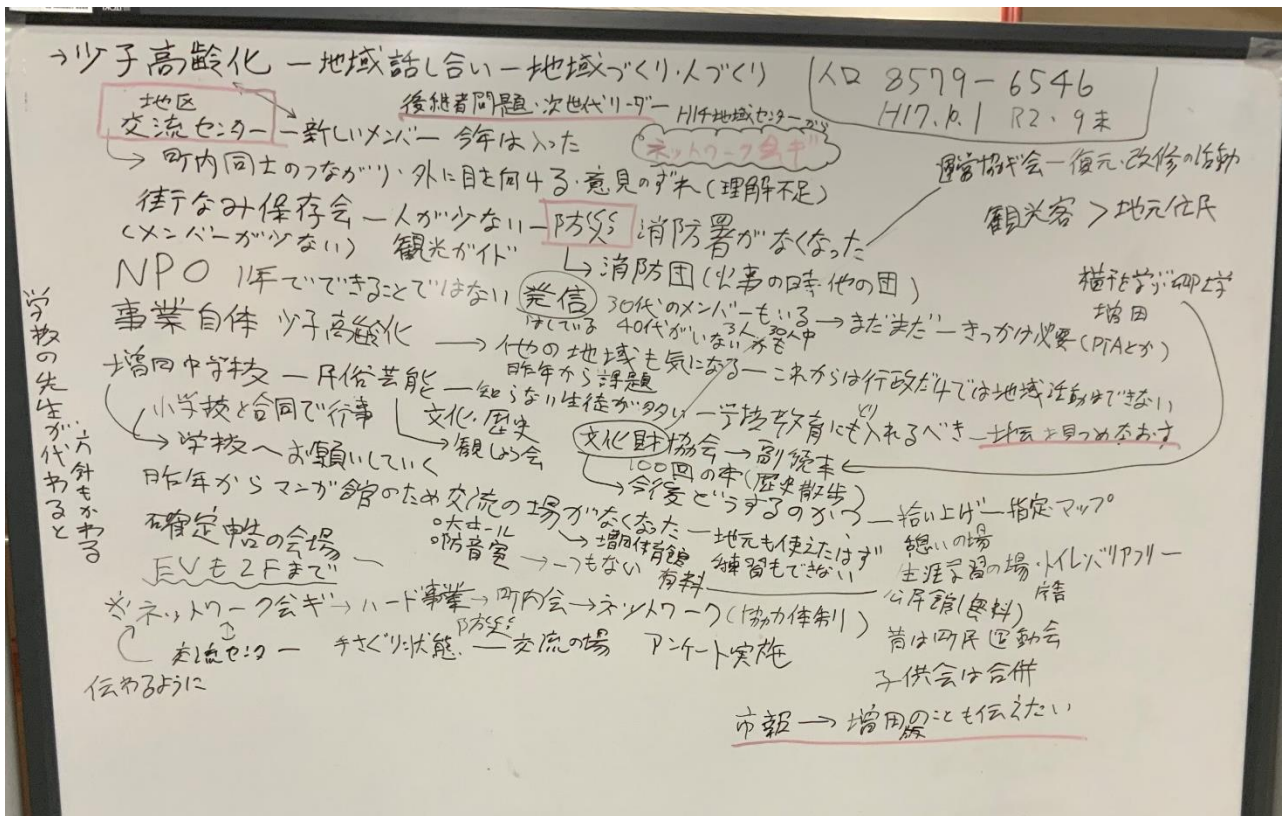 →少子高齢化 ー地域話し合いー地域づくり・人づくり
人口 8579－6546
H17.10.1 R2.9末
地区
交流センター
ー新しいメンバー 今年は入った
後継者問題・次世代リーダー
H14地域センターから
ネットワーク会ギ
→町内同士のつながり・外に目を向ける・意見のずれ(理解不足)
運営協議会ー復元・改修の活動
観光客＞地元住民
街なみ保存会ー人が少ないー防災 消防署がなくなった
(メンバーが少ない) 観光ガイド
→消防団(火事の時、他の団)
NPO 1年でできることではない 発信
はしている
30代のメンバーもいる→まだまだーきっかけ必要(PTAとか)
40代がいない
増田
事業自体 少子高齢化→他の地域も気になるーこれからは行政だけでは地域活動はできない
昨年から課題
増田中学校ー民俗芸能ー知らない生徒が多いー学校教育にもとり入れるべきー地元を見つめなおす
小学校と合同で行事
文化・歴史
観しょう会
文化財協会→副読本
→学校へお願いしていく
100回の本(歴史散歩)
→今後どうするのか?ー拾い上げー指定マップ
学校の先生が代わると
方針もかわる
昨年からマンガ館のため交流の場がなくなったー地元も使えたはず
練習もできない
○大ホール
○防音室ー1つもない
→増田体育館
有料
確定申告の会場
EVも2Fまで
憩いの場
生涯学習の場・トイレバリアフリー
公民館(無料)
昔は町民運動会
子供会は合併
※ネットワーク会ギ→ハード事業→町内会→ネットワーク(協力体制)
防災
交流センターー手さぐり状態ー交流の場 アンケート実施
伝わるように
市報→増田のことも伝えたい
版